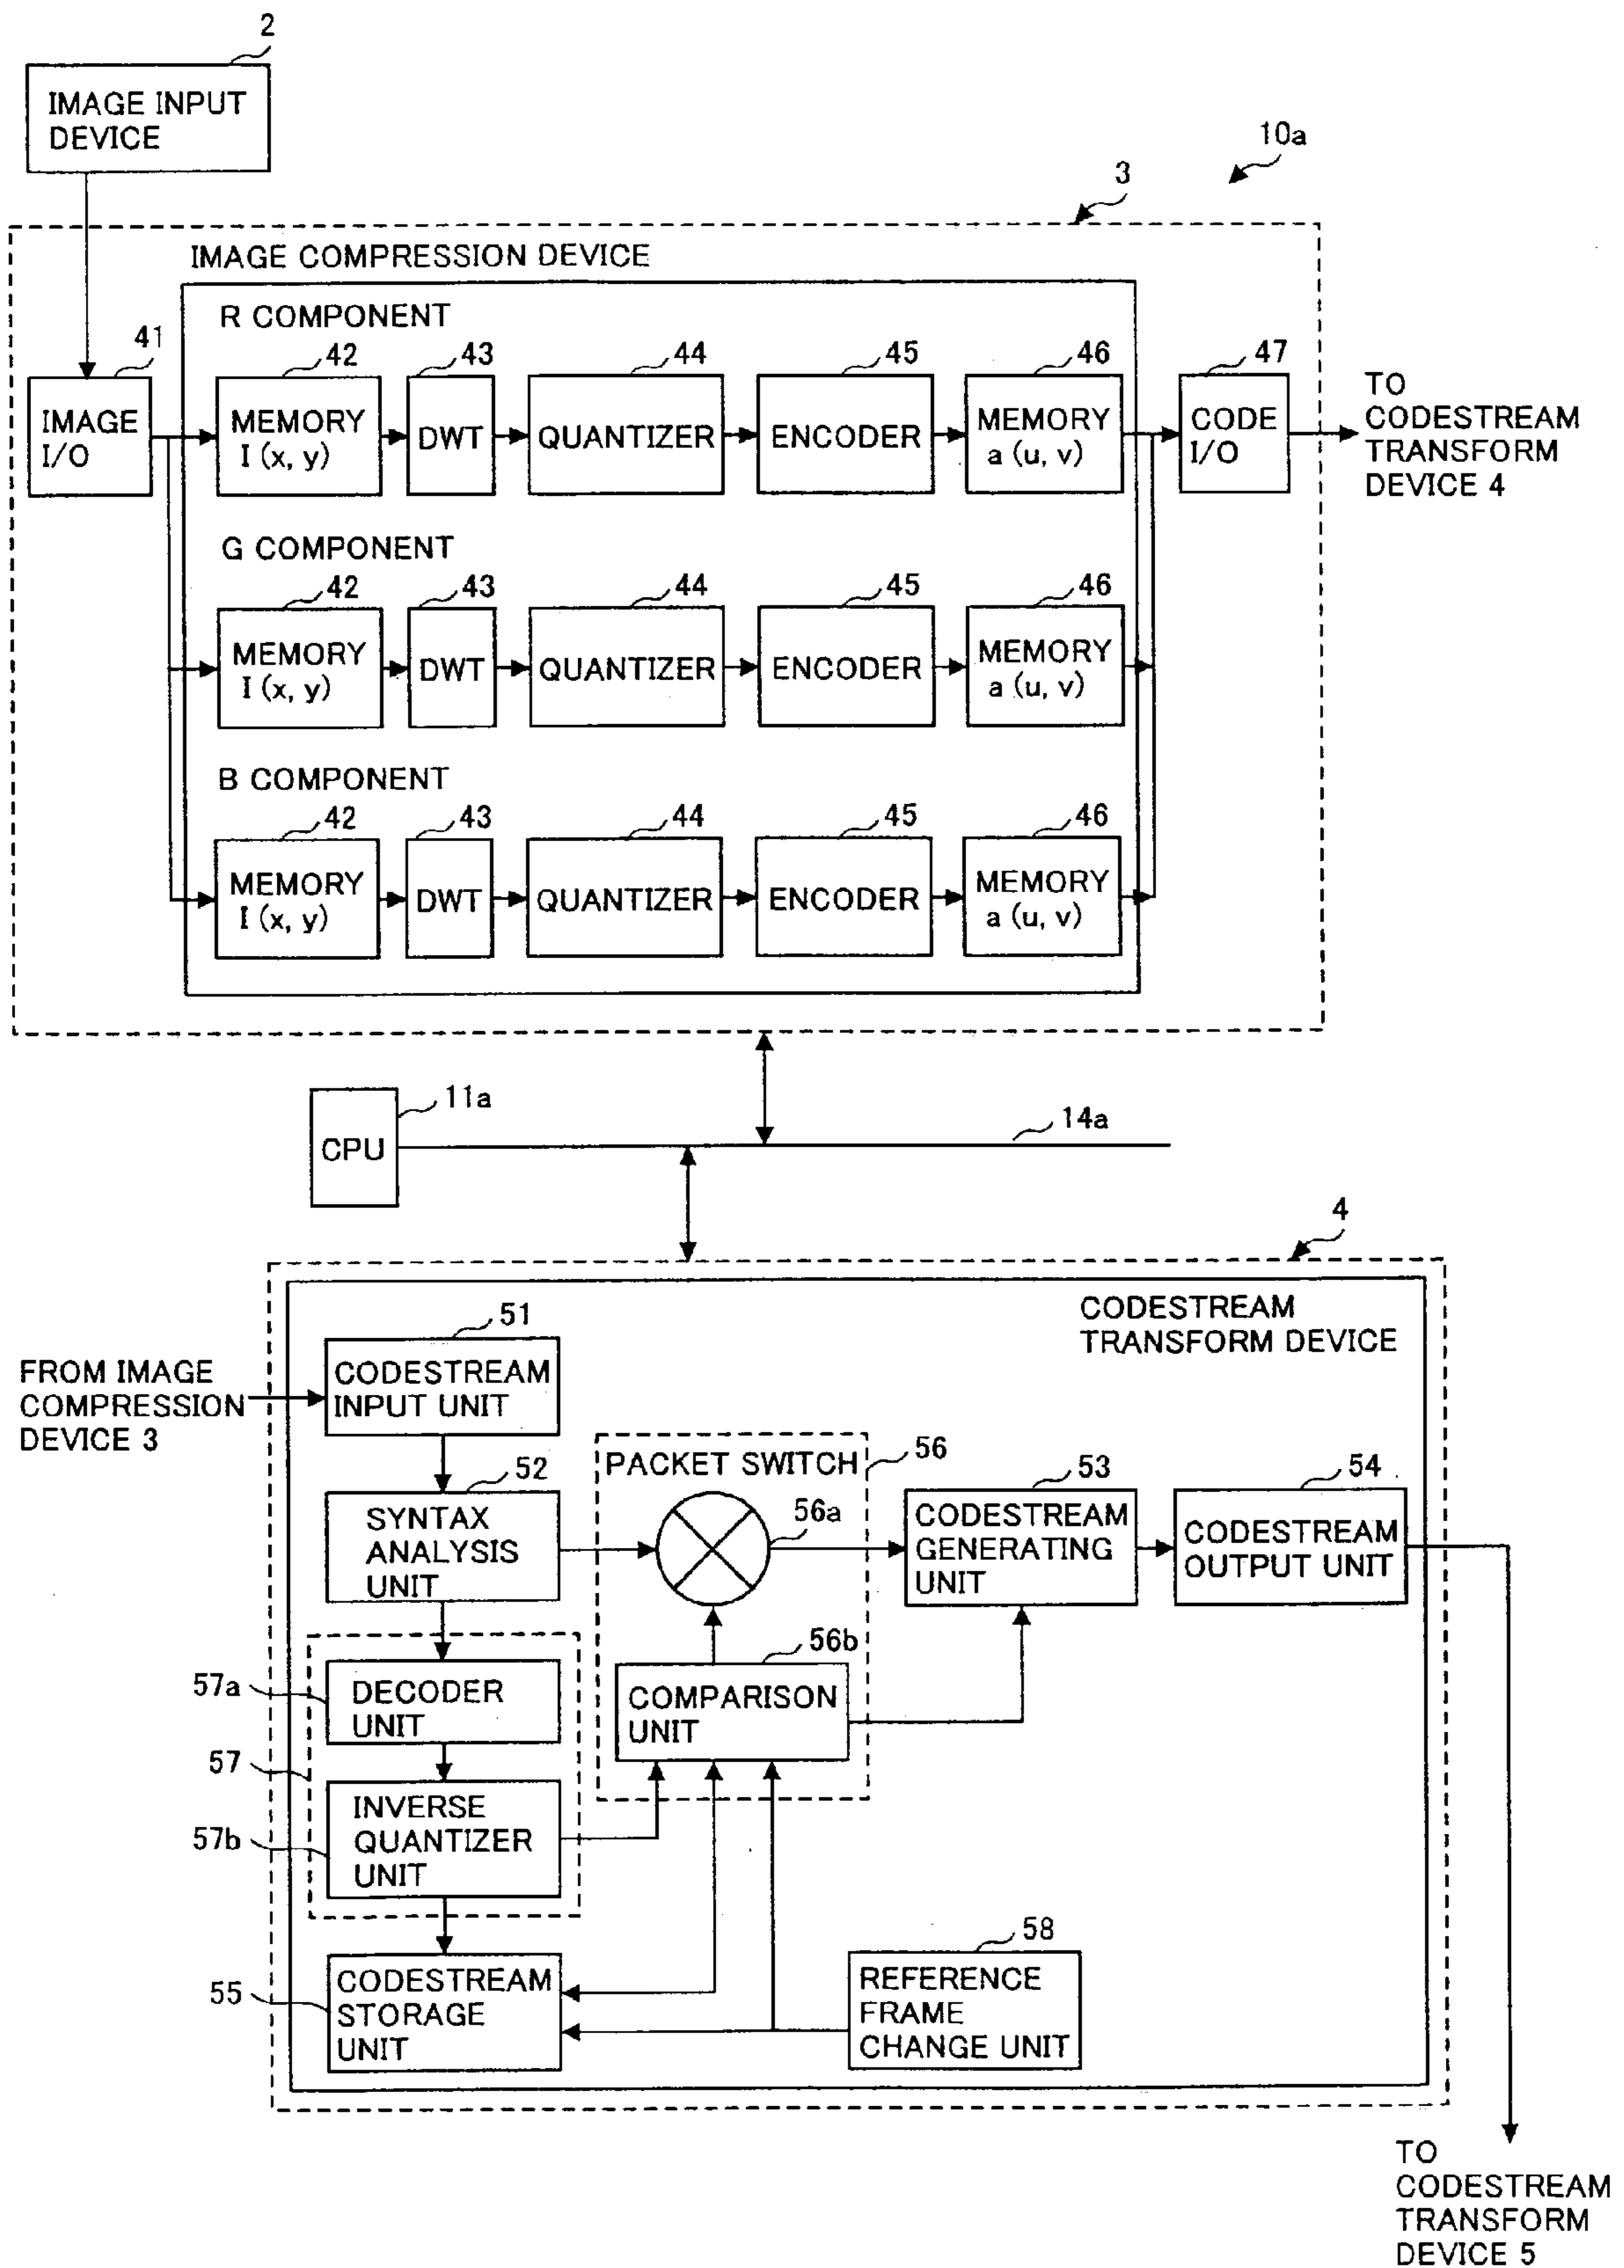 2
IMAGE INPUT
DEVICE
10a
3
IMAGE COMPRESSION DEVICE
R COMPONENT
41
42
43
44
45
46
47
IMAGE
I/O
MEMORY
I (x, y)
DWT
QUANTIZER
ENCODER
MEMORY
a (u, v)
CODE
I/O
TO
CODESTREAM
TRANSFORM
DEVICE 4
G COMPONENT
42
43
44
45
46
MEMORY
I (x, y)
DWT
QUANTIZER
ENCODER
MEMORY
a (u, v)
B COMPONENT
42
43
44
45
46
MEMORY
I (x, y)
DWT
QUANTIZER
ENCODER
MEMORY
a (u, v)
11a
CPU
14a
4
CODESTREAM
TRANSFORM DEVICE
51
FROM IMAGE
COMPRESSION
DEVICE 3
CODESTREAM
INPUT UNIT
52
SYNTAX
ANALYSIS
UNIT
PACKET SWITCH
56
56a
53
CODESTREAM
GENERATING
UNIT
54
CODESTREAM
OUTPUT UNIT
56b
COMPARISON
UNIT
57a
DECODER
UNIT
57
57b
INVERSE
QUANTIZER
UNIT
55
CODESTREAM
STORAGE
UNIT
58
REFERENCE
FRAME
CHANGE UNIT
TO
CODESTREAM
TRANSFORM
DEVICE 5